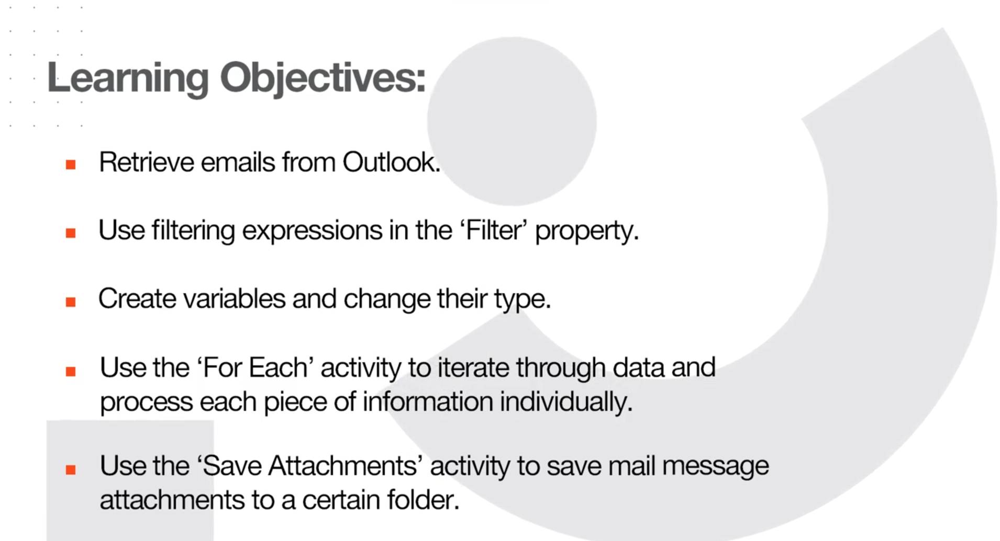 Learning Objectives:
Retrieve emails from Outlook.
Use filtering expressions in the ‘Filter’ property.
Create variables and change their type.
Use the ‘For Each’ activity to iterate through data and
process each piece of information individually.
Use the ‘Save Attachments’ activity to save mail message
attachments to a certain folder.